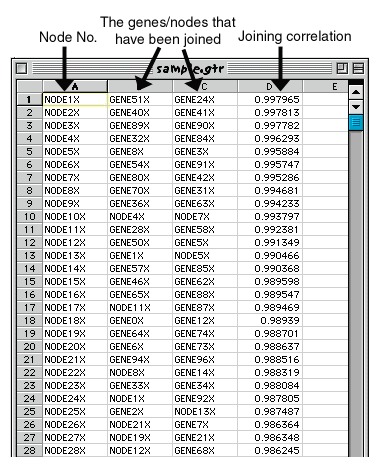 The genes/nodes that
have been joined
Node No.
Joining correlation
sample.gtr
A B C D E
1 NODE1X GENE51X GENE24X 0.997965
2 NODE2X GENE40X GENE41X 0.997813
3 NODE3X GENE89X GENE90X 0.997782
4 NODE4X GENE32X GENE84X 0.996293
5 NODE5X GENE8X GENE3X 0.995884
6 NODE6X GENE54X GENE91X 0.995747
7 NODE7X GENE80X GENE42X 0.995286
8 NODE8X GENE70X GENE31X 0.994681
9 NODE9X GENE36X GENE63X 0.994233
10 NODE10X NODE4X NODE7X 0.993797
11 NODE11X GENE28X GENE58X 0.992381
12 NODE12X GENE50X GENE5X 0.991349
13 NODE13X GENE1X NODE5X 0.990466
14 NODE14X GENE57X GENE85X 0.990368
15 NODE15X GENE46X GENE62X 0.989598
16 NODE16X GENE65X GENE88X 0.989547
17 NODE17X NODE11X GENE87X 0.989469
18 NODE18X GENE0X GENE12X 0.98939
19 NODE19X GENE64X GENE74X 0.988701
20 NODE20X NODE6X GENE73X 0.988637
21 NODE21X GENE94X GENE96X 0.988516
22 NODE22X NODE8X GENE14X 0.988319
23 NODE23X GENE33X GENE34X 0.988084
24 NODE24X NODE1X GENE92X 0.987805
25 NODE25X GENE2X NODE13X 0.987487
26 NODE26X NODE21X GENE7X 0.986364
27 NODE27X NODE19X GENE21X 0.986348
28 NODE28X NODE12X GENE68X 0.986245